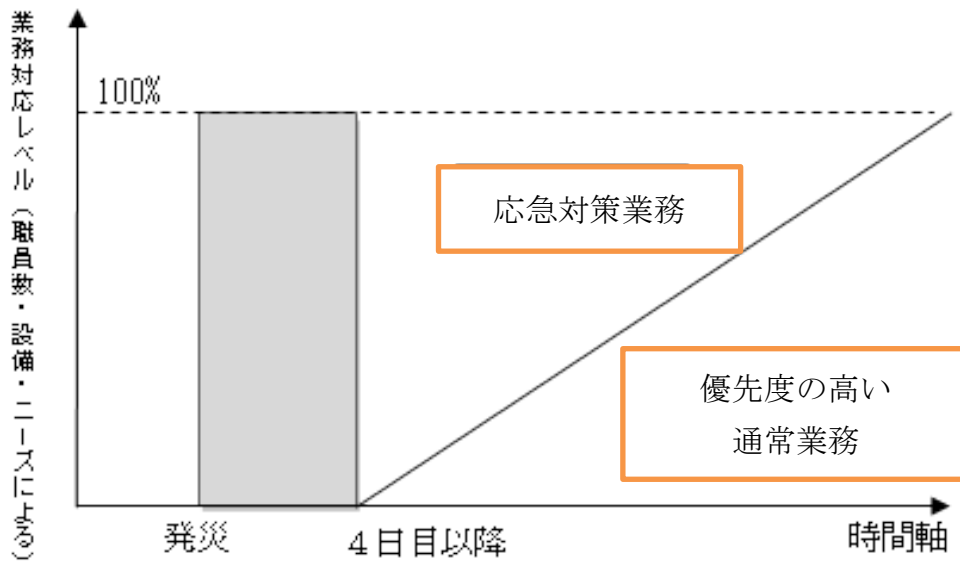 業務対応レベル（職員数・設備・ニーズによる）
100%
応急対策業務
優先度の高い
通常業務
発災
４日目以降
時間軸